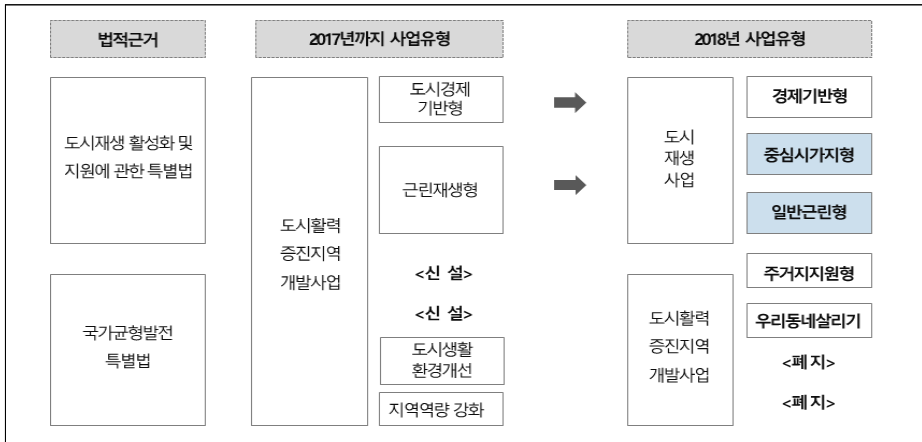 법적근거
2017년까지 사업유형
2018년 사업유형
도시재생 활성화 및
지원에 관한 특별법
국가균형발전
특별법
도시활력
증진지역
개발사업
도시경제
기반형
근린재생형
<신 설>
<신 설>
도시생활
환경개선
지역역량 강화
도시
재생
사업
도시활력
증진지역
개발사업
경제기반형
중심시가지형
일반근린형
주거지지원형
우리동네살리기
<폐 지>
<폐 지>